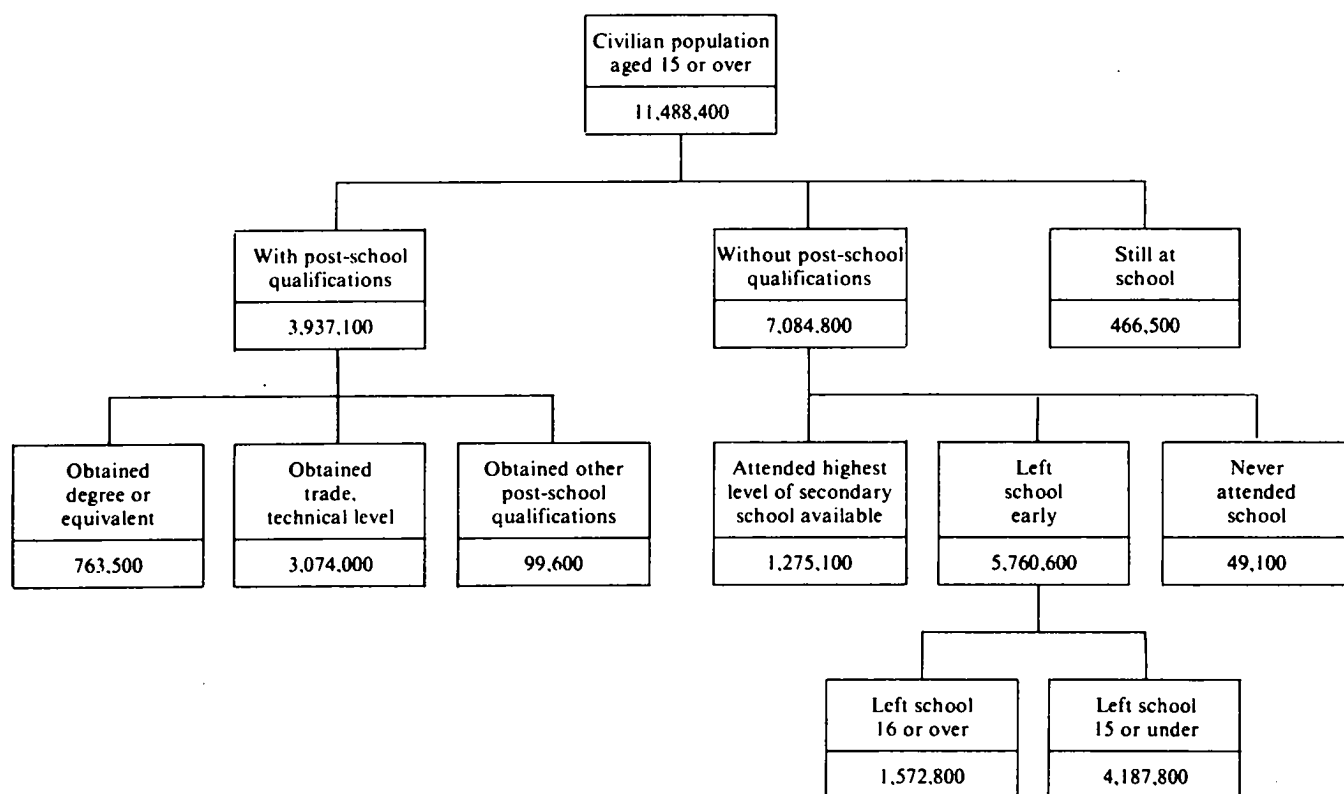 Civilian population
aged 15 or over
11,488,400
With post-school
qualifications
3,937,100
Without post-school
qualifications
7,084,800
Still at
school
466,500
Obtained
degree or
equivalent
763,500
Obtained
trade,
technical level
3,074,000
Obtained other
post-school
qualifications
99,600
Attended highest
level of secondary
school available
1,275,100
Left
school
early
5,760,600
Never
attended
school
49,100
Left school
16 or over
1,572,800
Left school
15 or under
4,187,800